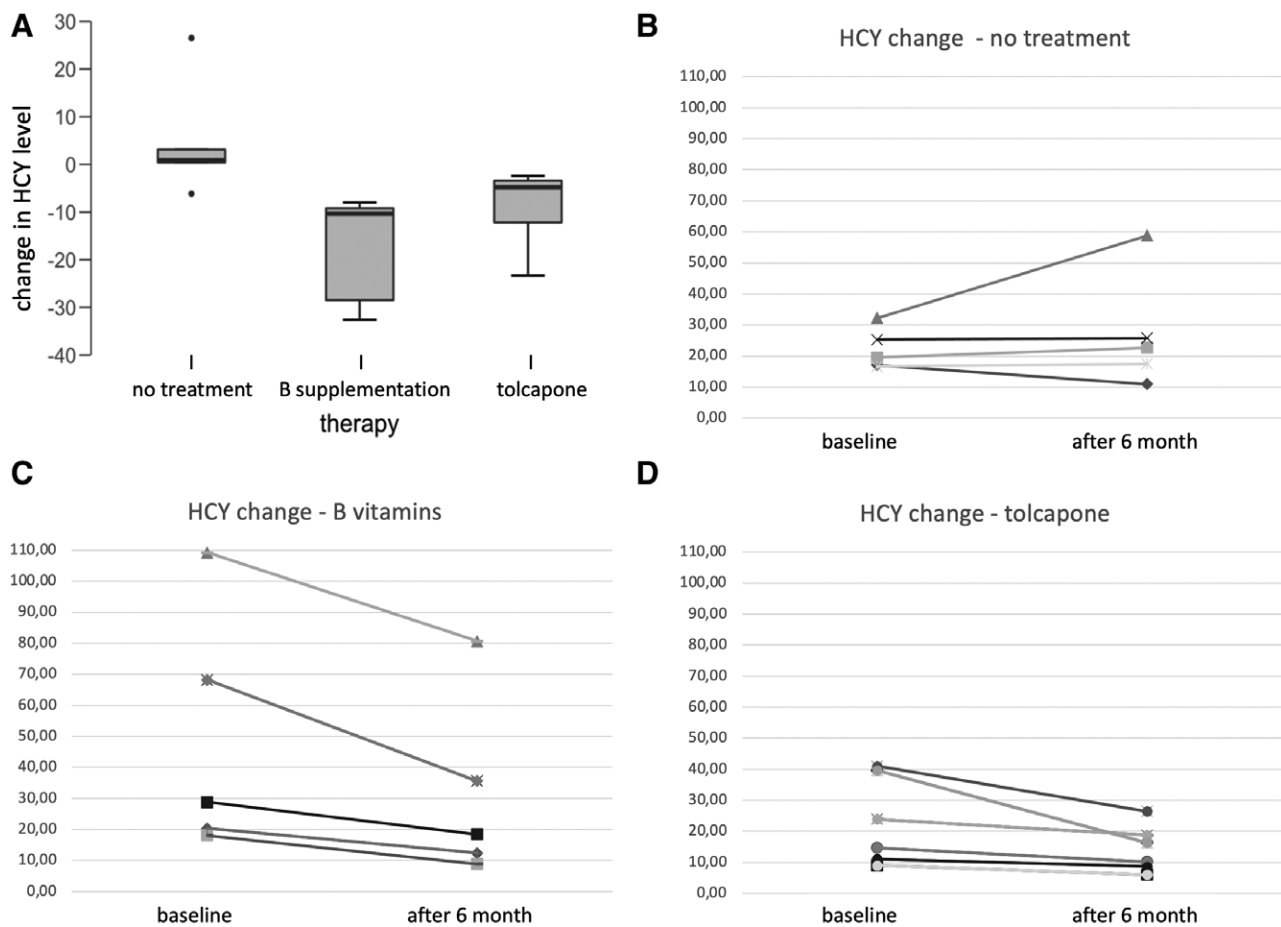 A
30
20
10
0
-10
-20
-30
-40
change in HCY level
no treatment
B supplementation
tolcapone
therapy
B
HCY change - no treatment
110,00
100,00
90,00
80,00
70,00
60,00
50,00
40,00
30,00
20,00
10,00
0,00
baseline
after 6 month
C
HCY change - B vitamins
110,00
100,00
90,00
80,00
70,00
60,00
50,00
40,00
30,00
20,00
10,00
0,00
baseline
after 6 month
D
HCY change - tolcapone
110,00
100,00
90,00
80,00
70,00
60,00
50,00
40,00
30,00
20,00
10,00
0,00
baseline
after 6 month